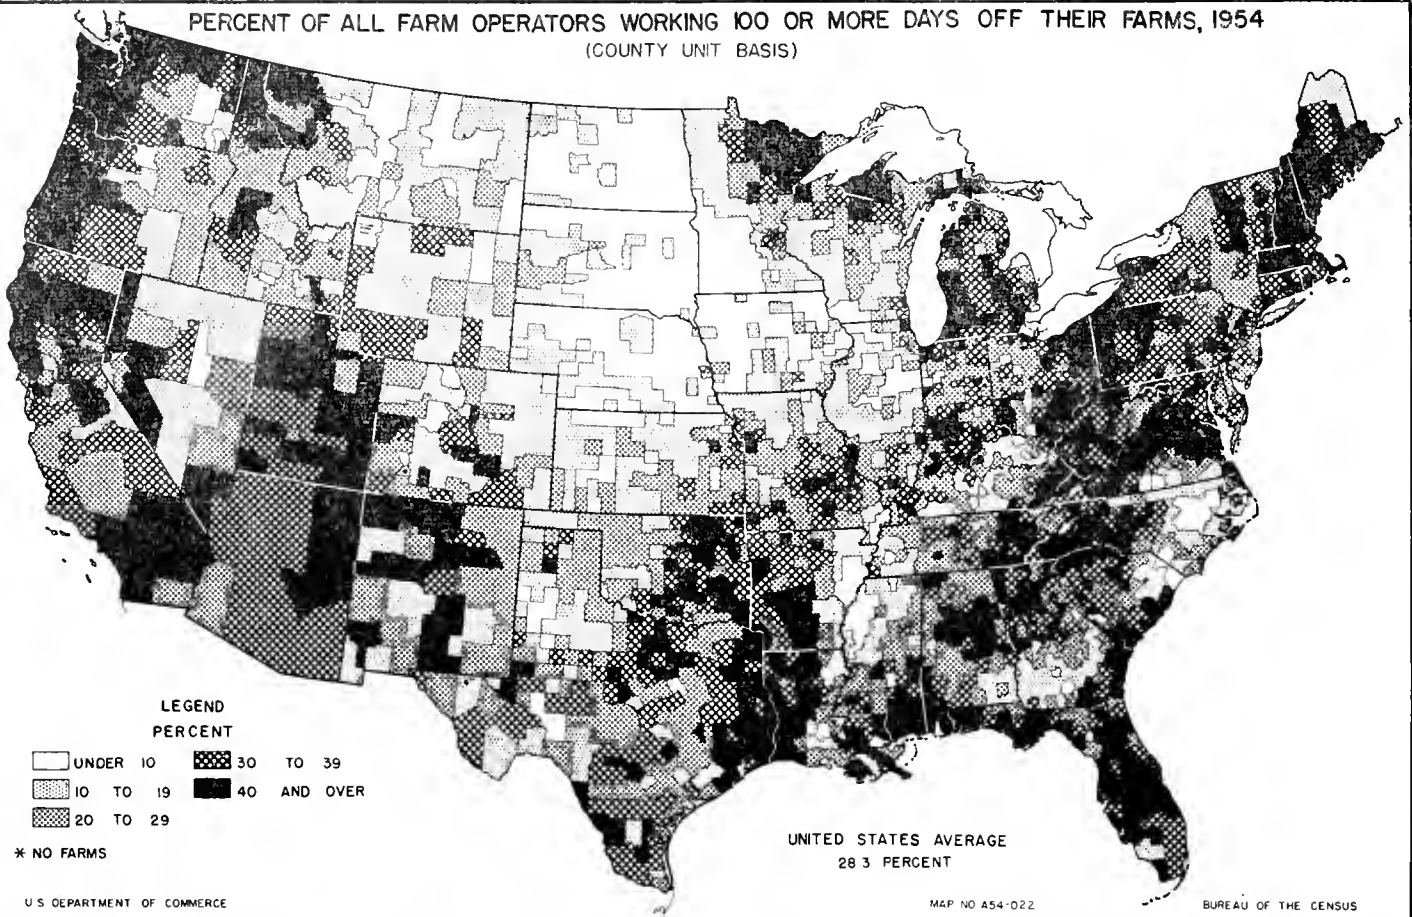 PERCENT OF ALL FARM OPERATORS WORKING 100 OR MORE DAYS OFF THEIR FARMS, 1954
(COUNTY UNIT BASIS)
LEGEND
PERCENT
UNDER 10
30 TO 39
10 TO 19
40 AND OVER
20 TO 29
* NO FARMS
UNITED STATES AVERAGE
28 3 PERCENT
U S DEPARTMENT OF COMMERCE
MAP NO A54-022
BUREAU OF THE CENSUS